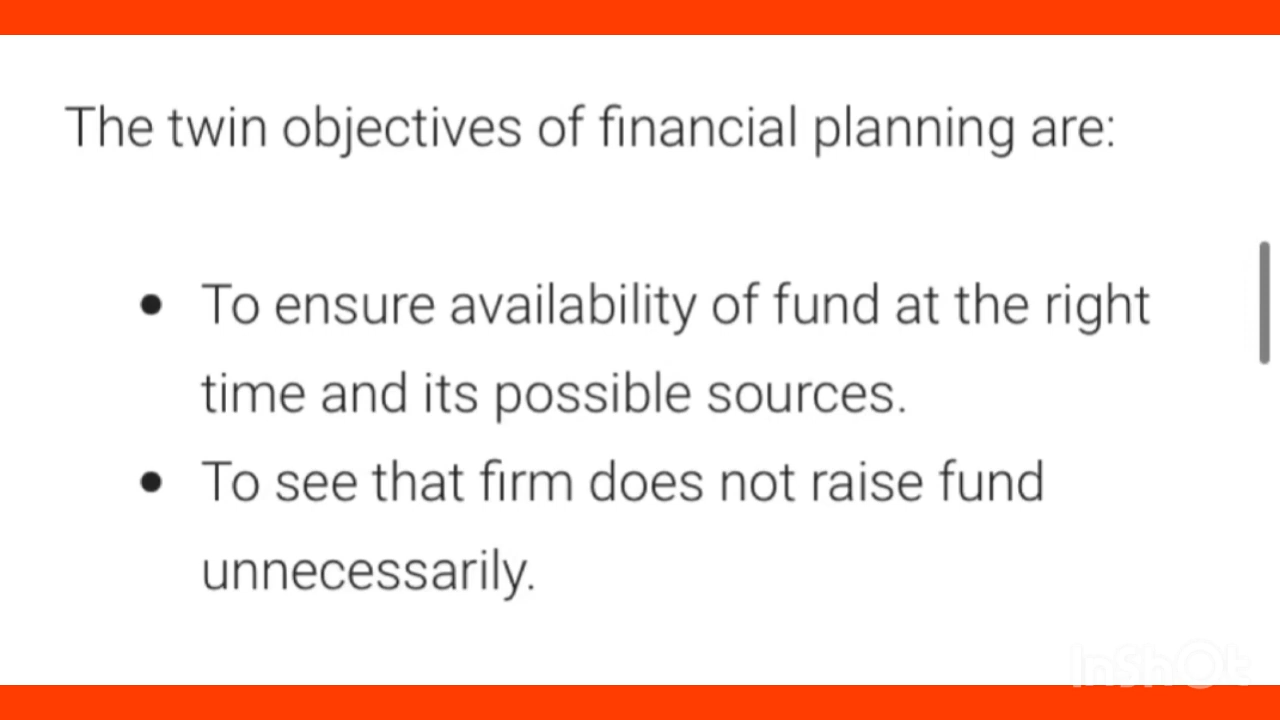 The twin objectives of financial planning are:
• To ensure availability of fund at the right
time and its possible sources.
• To see that firm does not raise fund
unnecessarily.
InShOt